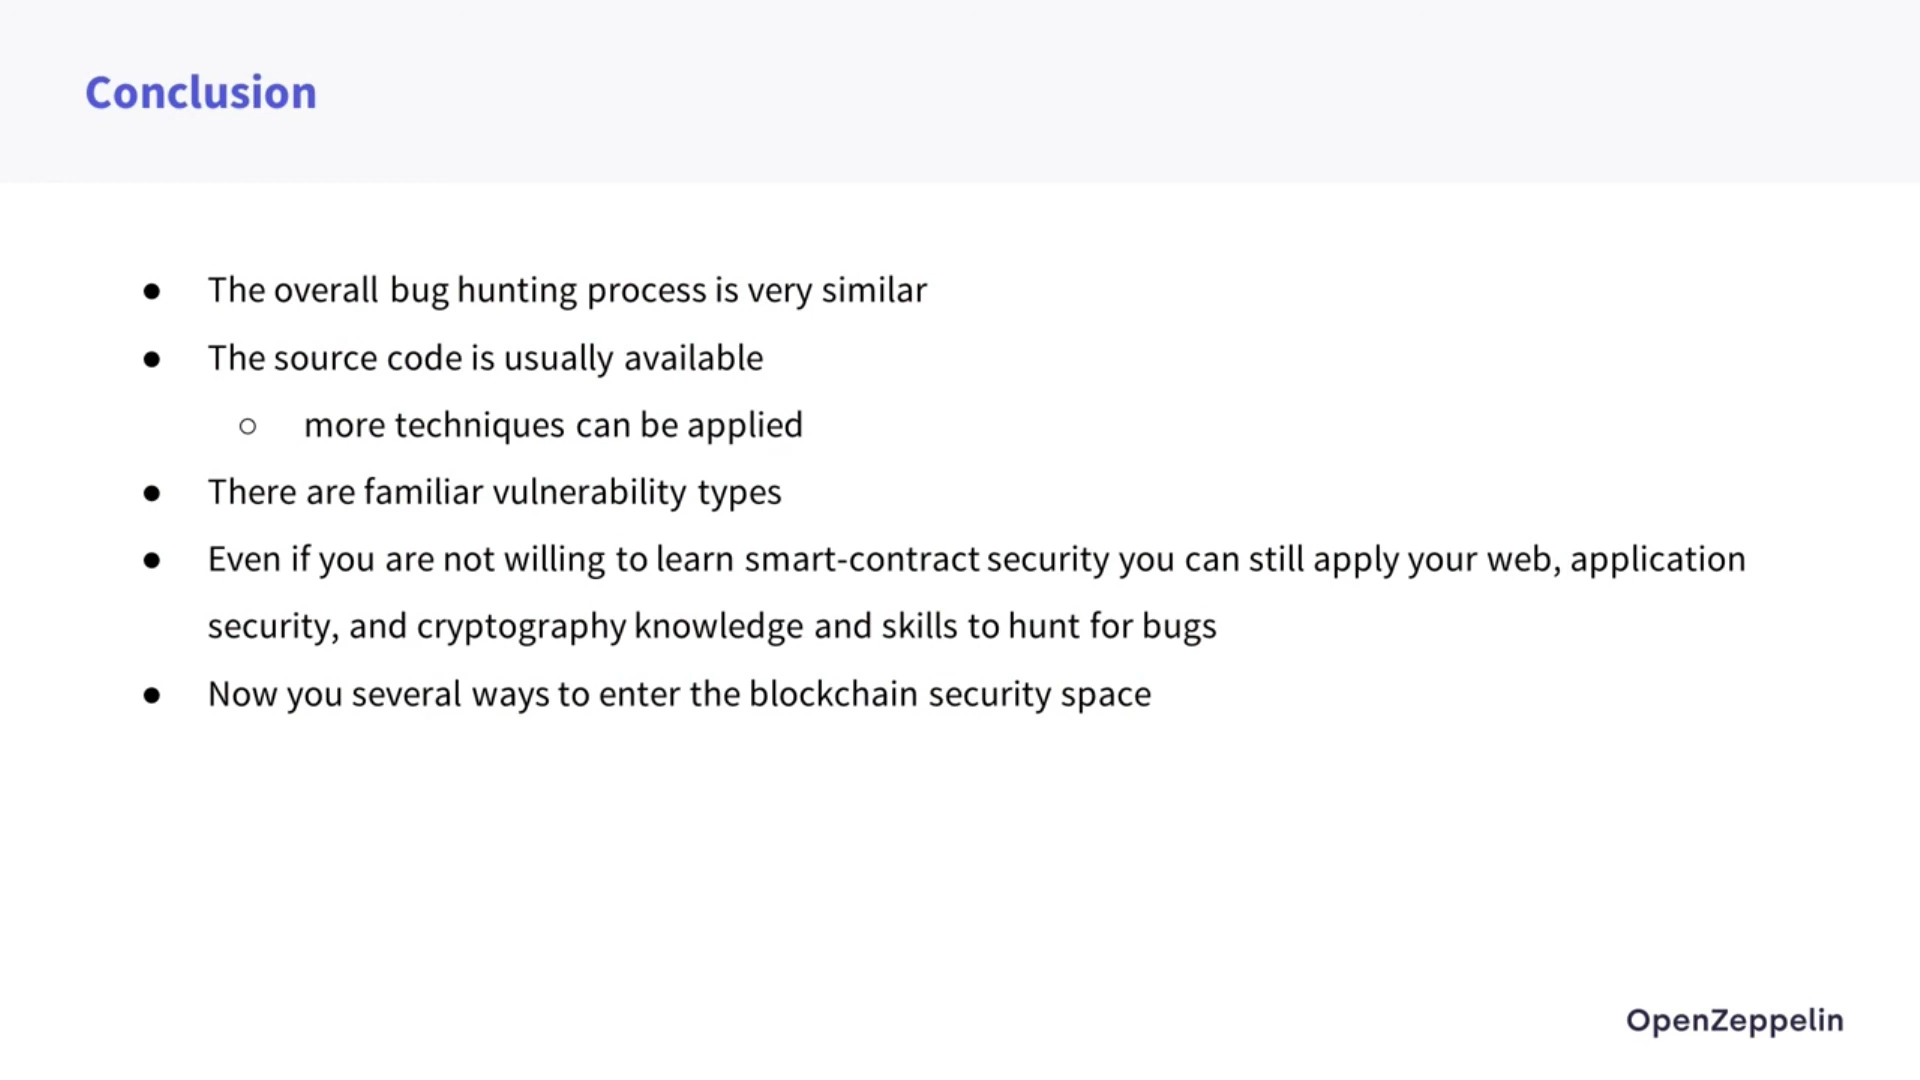 Conclusion
● The overall bug hunting process is very similar
● The source code is usually available
○ more techniques can be applied
● There are familiar vulnerability types
● Even if you are not willing to learn smart-contract security you can still apply your web, application
security, and cryptography knowledge and skills to hunt for bugs
● Now you several ways to enter the blockchain security space
OpenZeppelin